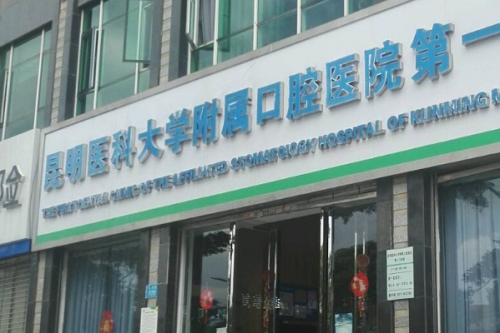 昆明医科大学附属口腔医院第一
THE FIRST DENTAL CLINIC OF THE AFFILIATED STOMATOLOGY HOSPITAL OF KUNMING M
险